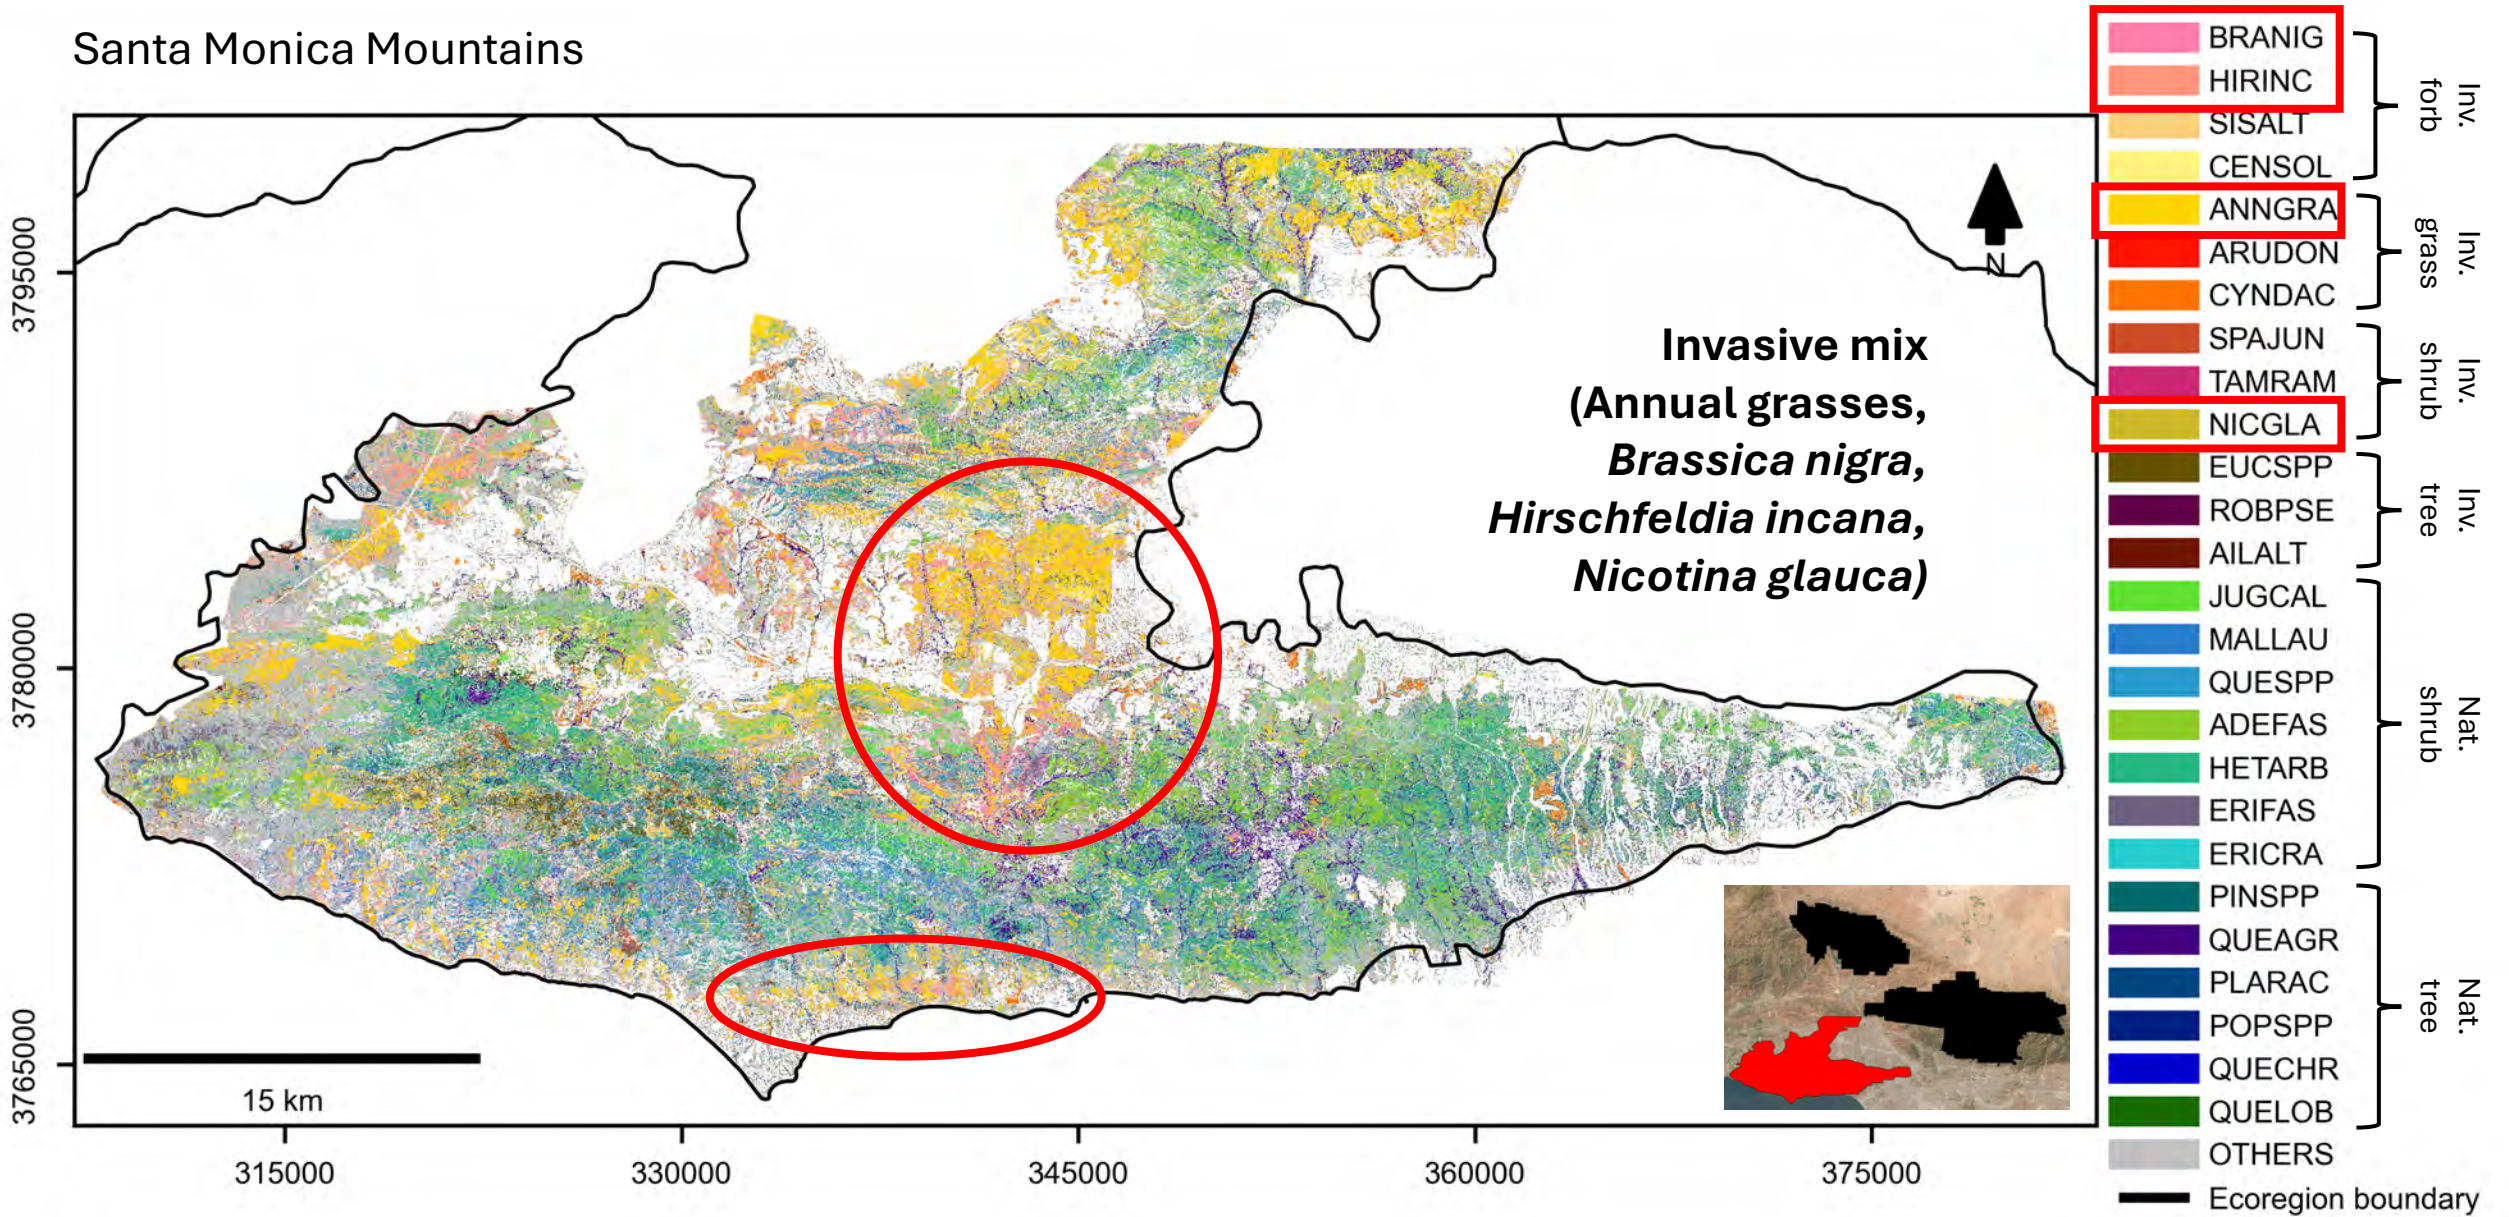 Santa Monica Mountains
3795000
3780000
3765000
315000
330000
345000
360000
375000
15 km
N
Invasive mix
(Annual grasses,
Brassica nigra,
Hirschfeldia incana,
Nicotina glauca)
BRANIG
HIRINC
SISALT
CENSOL
ANNGRA
ARUDON
CYNDAC
SPAJUN
TAMRAM
NICGLA
EUCSPP
ROBPSE
AILALT
JUGCAL
MALLAU
QUESPP
ADEFAS
HETARB
ERIFAS
ERICRA
PINSPP
QUEAGR
PLARAC
POPSPP
QUECHR
QUELOB
OTHERS
Ecoregion boundary
Inv.
forb
Inv.
grass
Inv.
shrub
Inv.
tree
Nat.
shrub
Nat.
tree